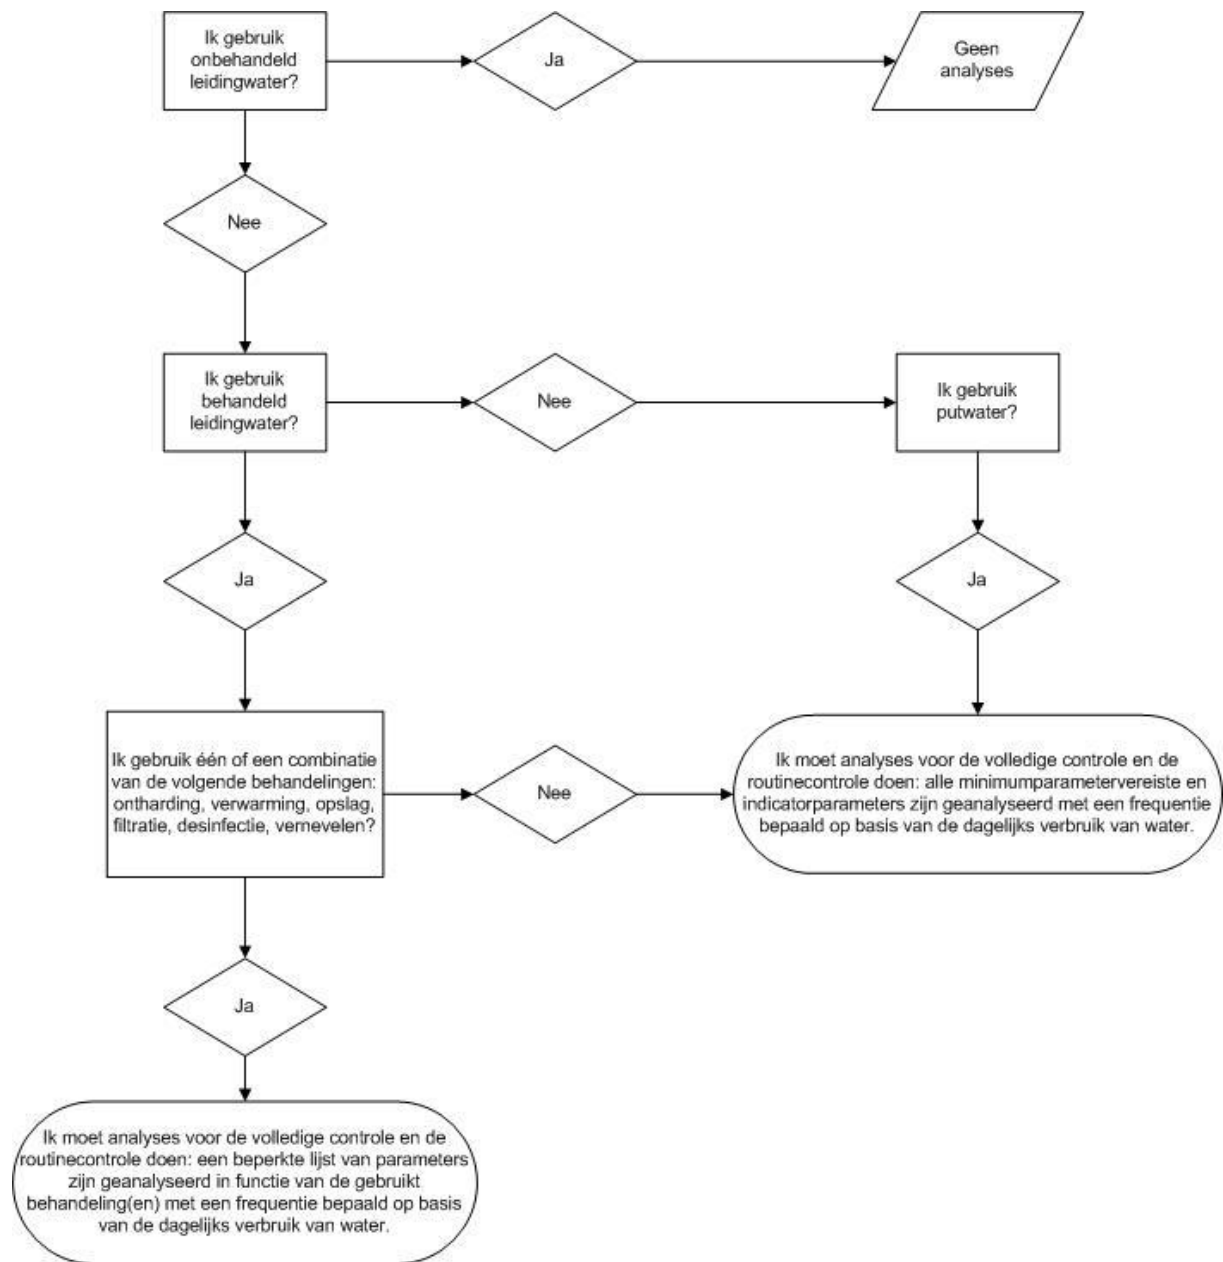 Ik gebruik
onbehandeld
leidingwater?
Ja
Geen
analyses
Nee
Ik gebruik
behandeld
leidingwater?
Nee
Ik gebruik
putwater?
Ja
Ja
Ik gebruik één of een combinatie
van de volgende behandelingen:
ontharding, verwarming, opslag,
filtratie, desinfectie, vernevelen?
Nee
Ik moet analyses voor de volledige controle en de
routinecontrole doen: alle minimumparametervereiste en
indicatorparameters zijn geanalyseerd met een frequentie
bepaald op basis van de dagelijks verbruik van water.
Ja
Ik moet analyses voor de volledige controle en de
routinecontrole doen: een beperkte lijst van parameters
zijn geanalyseerd in functie van de gebruikt
behandeling(en) met een frequentie bepaald op basis
van de dagelijks verbruik van water.